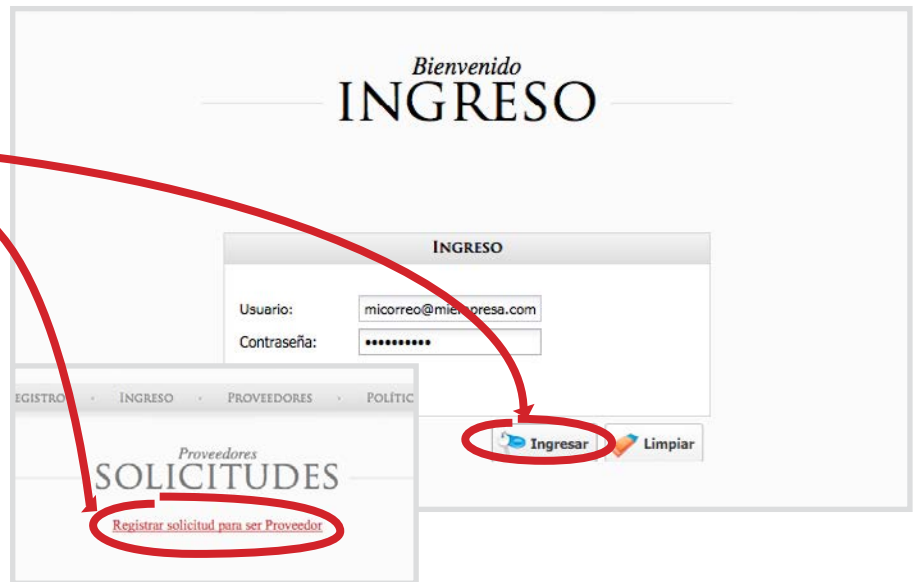 Bienvenido
INGRESO
INGRESO
Usuario: micorreo@miempresa.com
Contraseña: ••••••••••
Ingresar Limpiar
EGISTRO · INGRESO · PROVEEDORES · POLÍTIC
Proveedores
SOLICITUDES
Registrar solicitud para ser Proveedor